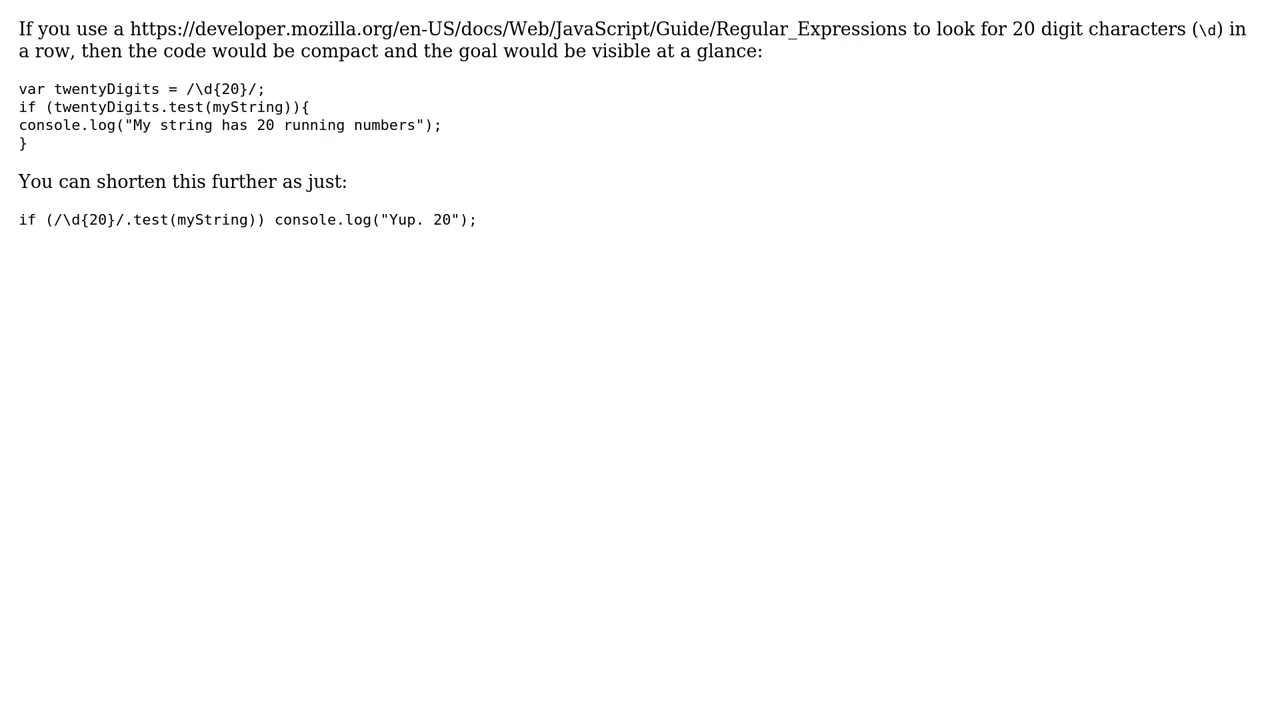 If you use a https://developer.mozilla.org/en-US/docs/Web/JavaScript/Guide/Regular_Expressions to look for 20 digit characters (\d) in
a row, then the code would be compact and the goal would be visible at a glance:
var twentyDigits = /\d{20}/;
if (twentyDigits.test(myString)){
console.log("My string has 20 running numbers");
}
You can shorten this further as just:
if (/\d{20}/.test(myString)) console.log("Yup. 20");